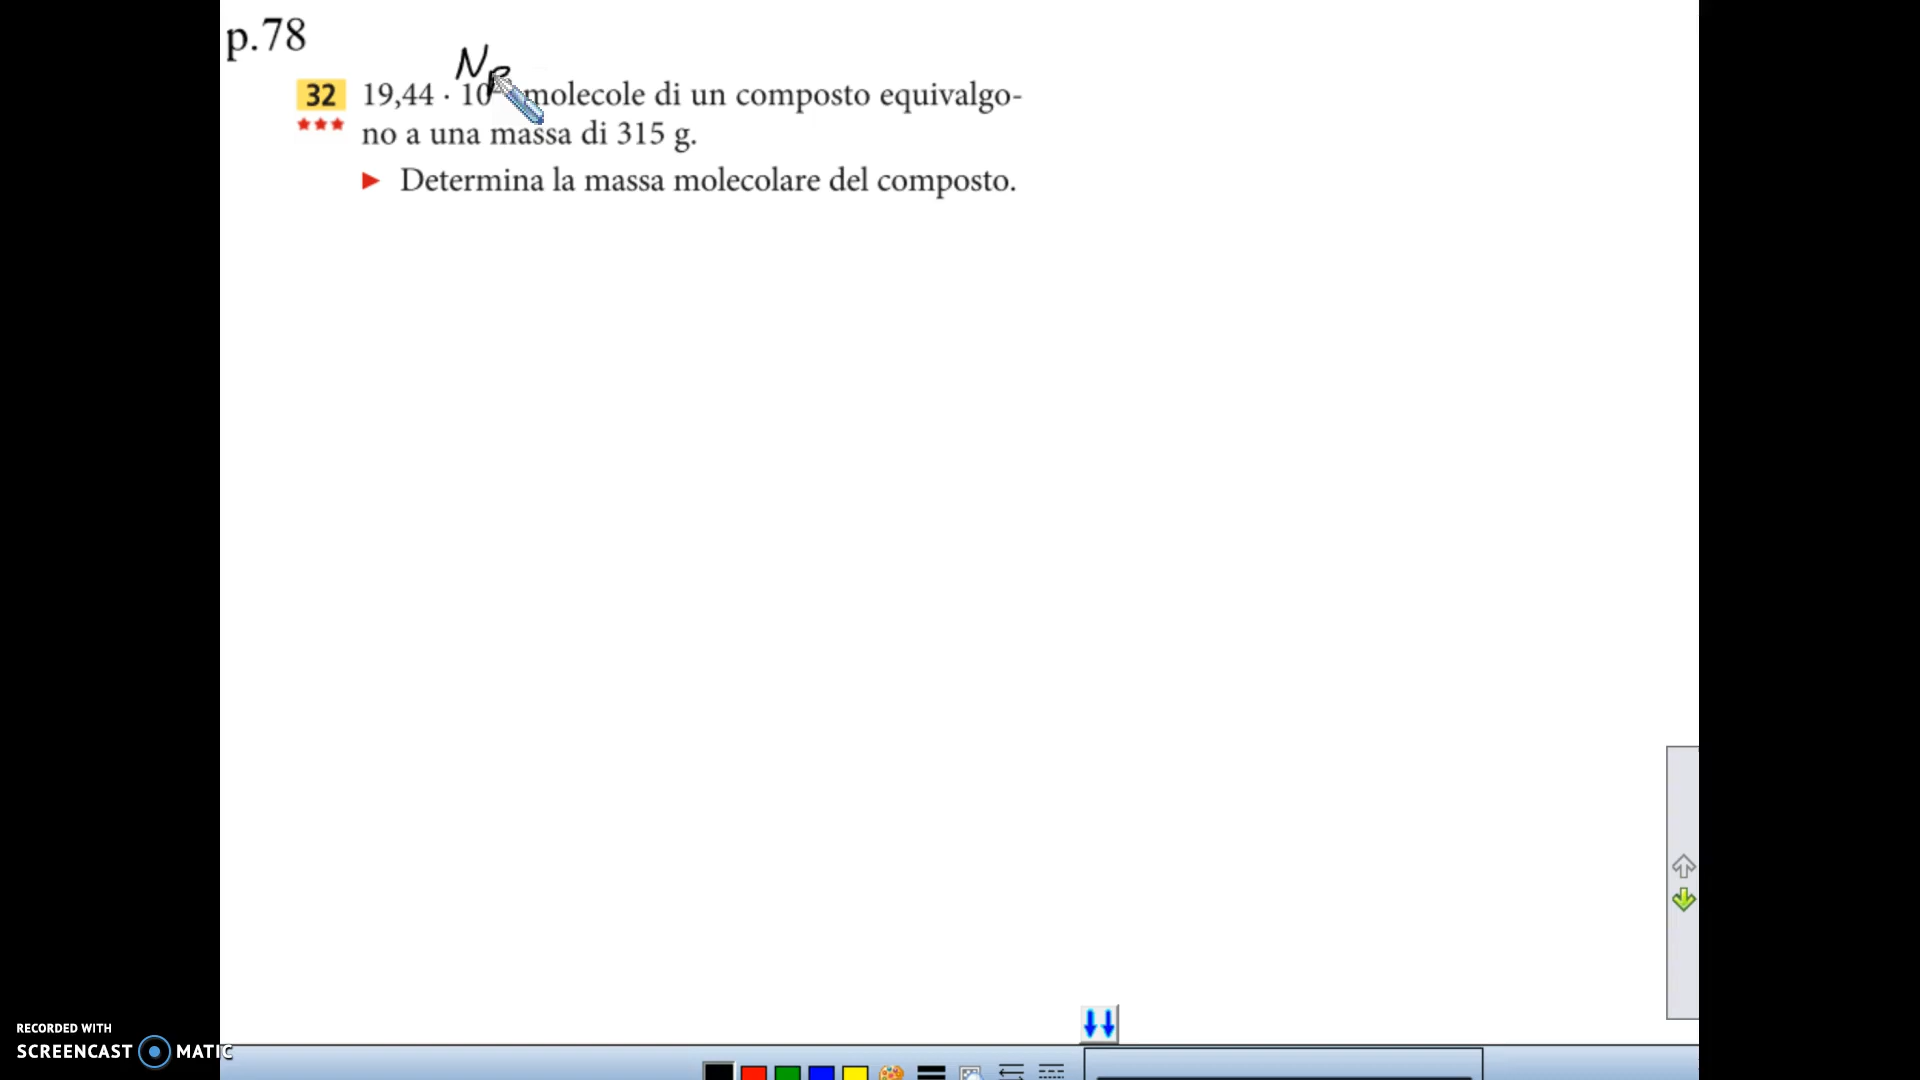 p.78
N
32 19,44 · 10 molecole di un composto equivalgo-
no a una massa di 315 g.
► Determina la massa molecolare del composto.
RECORDED WITH
SCREENCAST MATIC